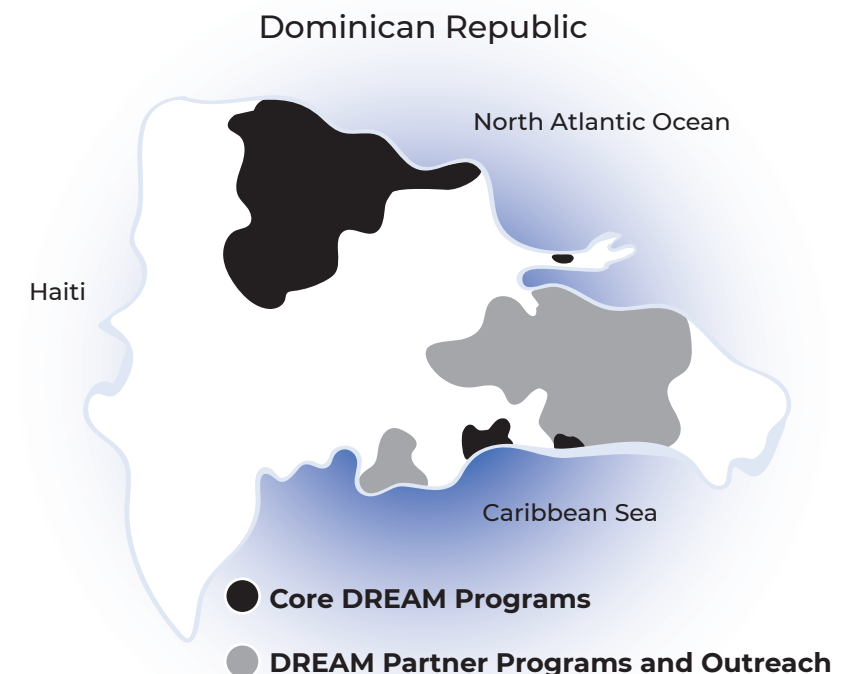 Dominican Republic
North Atlantic Ocean
Haiti
Caribbean Sea
Core DREAM Programs
DREAM Partner Programs and Outreach